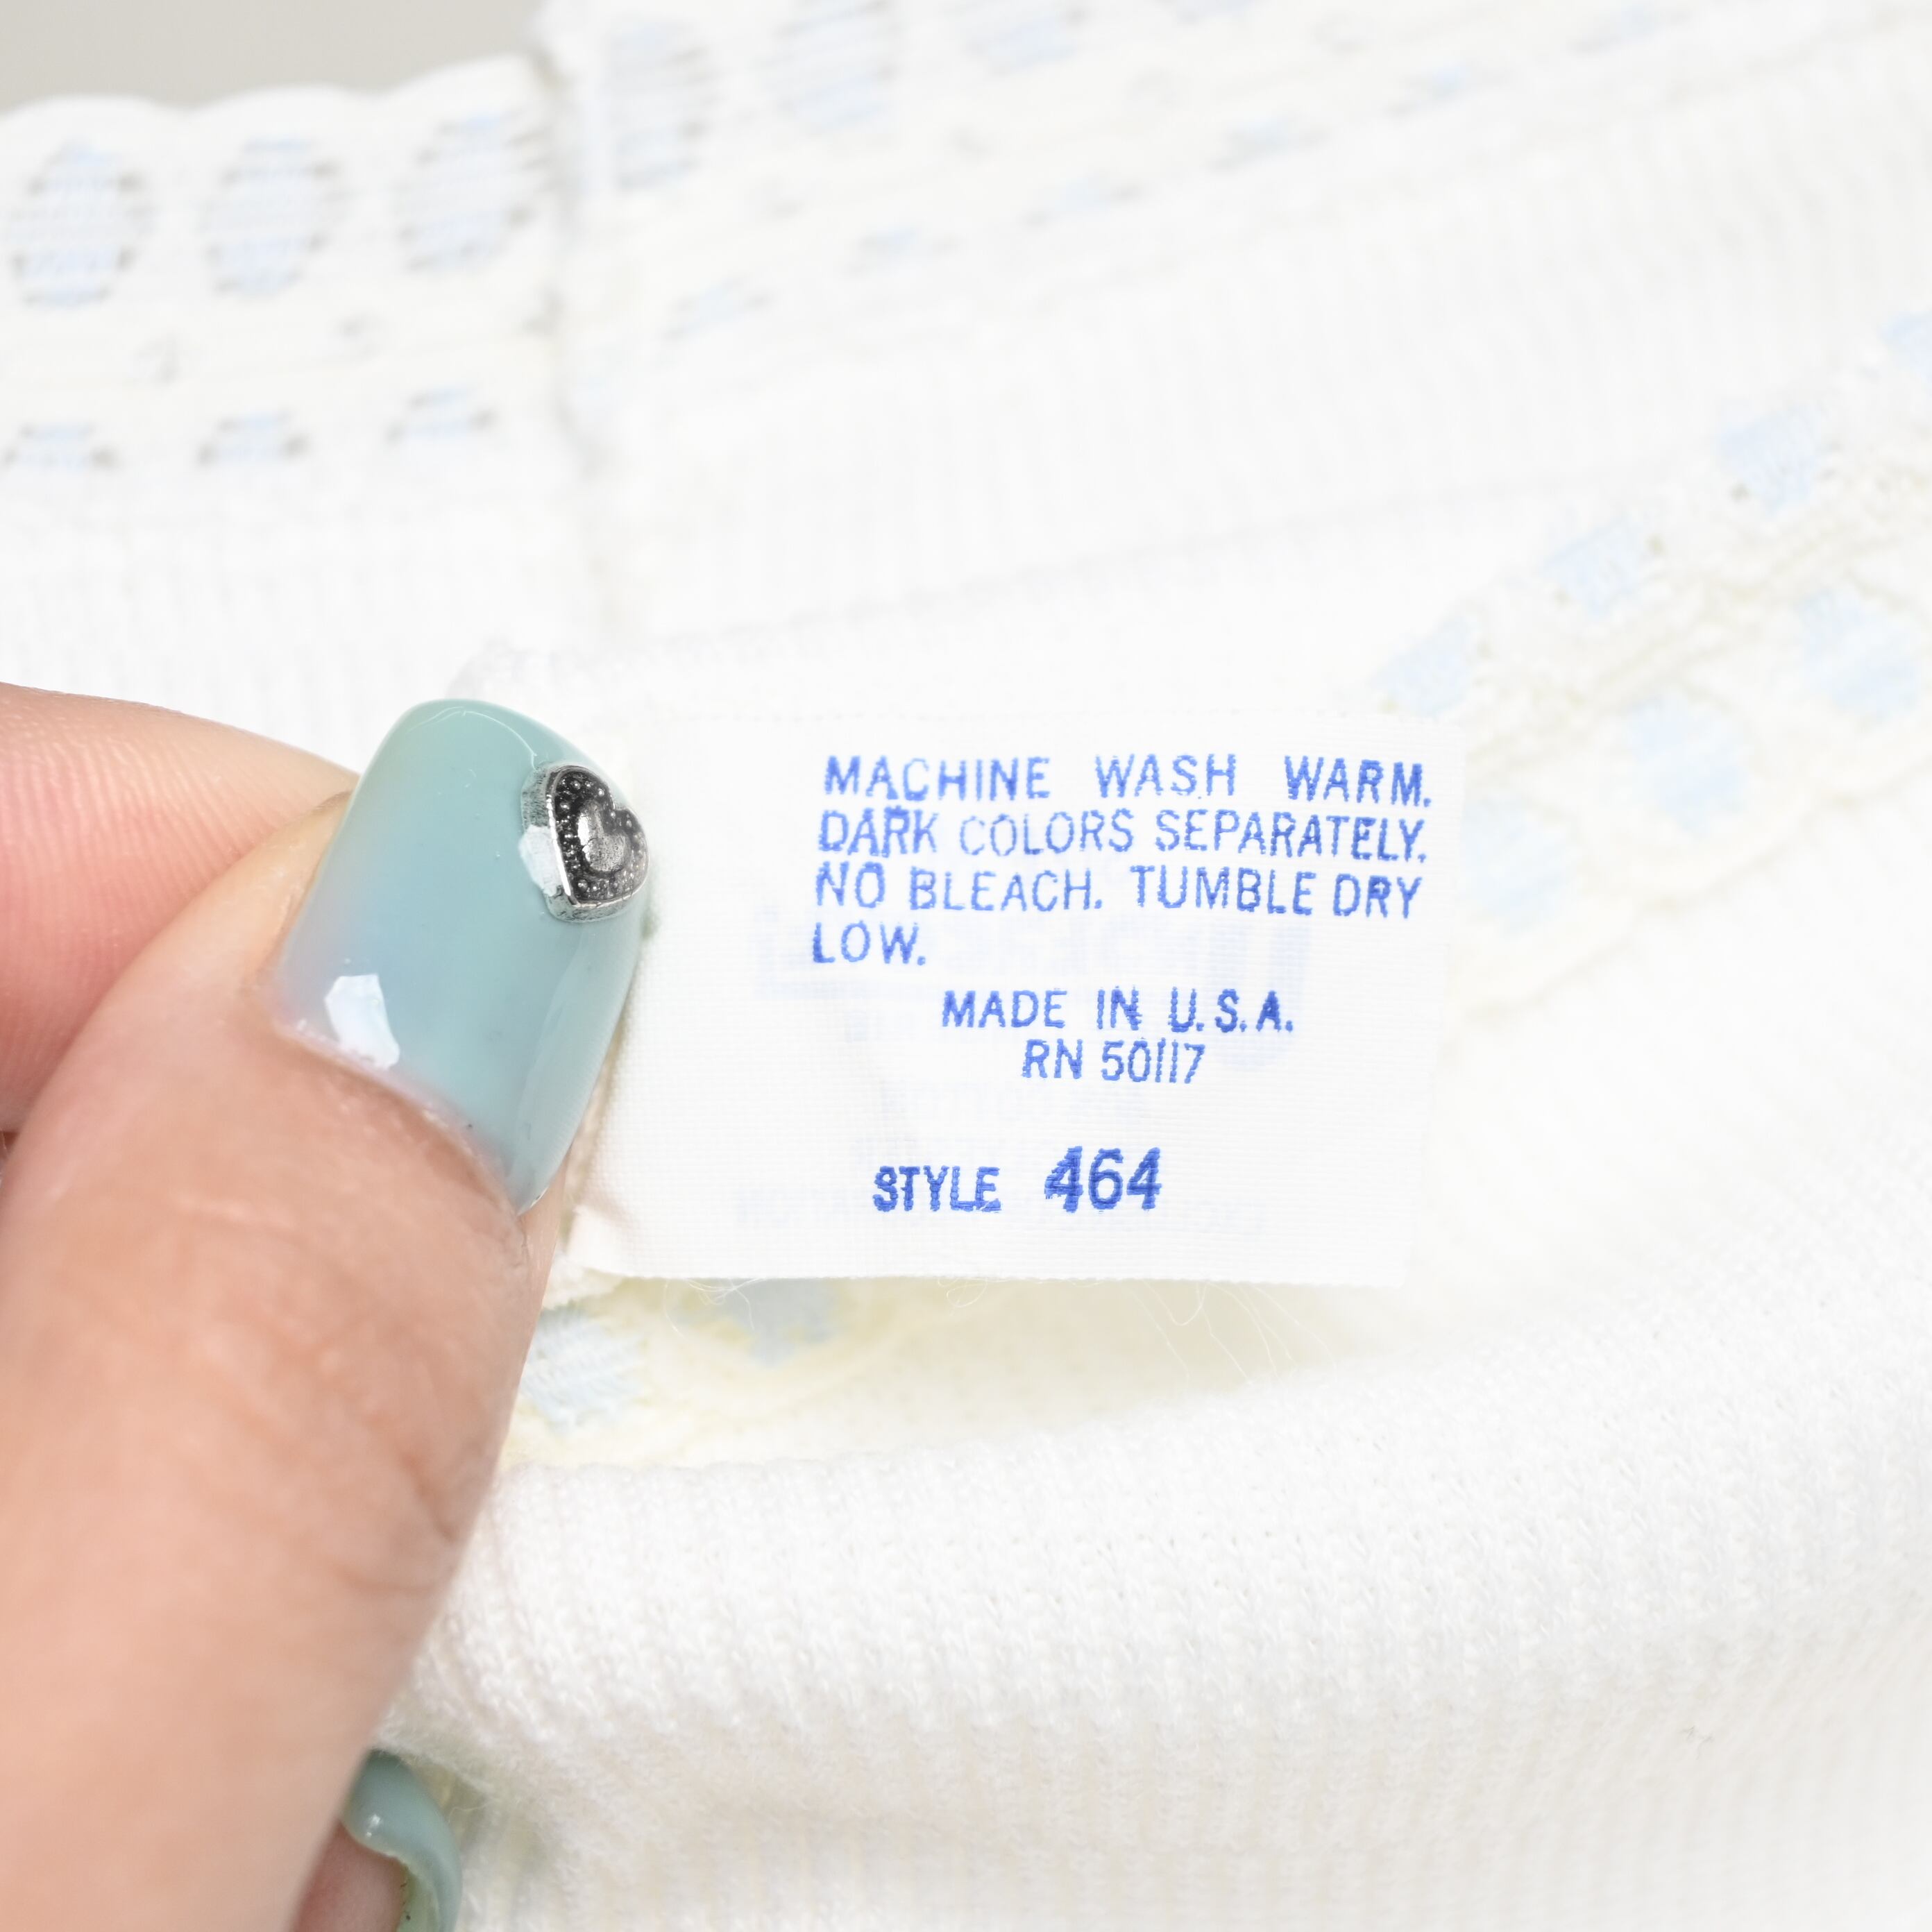 MACHINE WASH WARM.
DARK COLORS SEPARATELY.
NO BLEACH. TUMBLE DRY
LOW.
MADE IN U.S.A.
RN 50117
STYLE 464